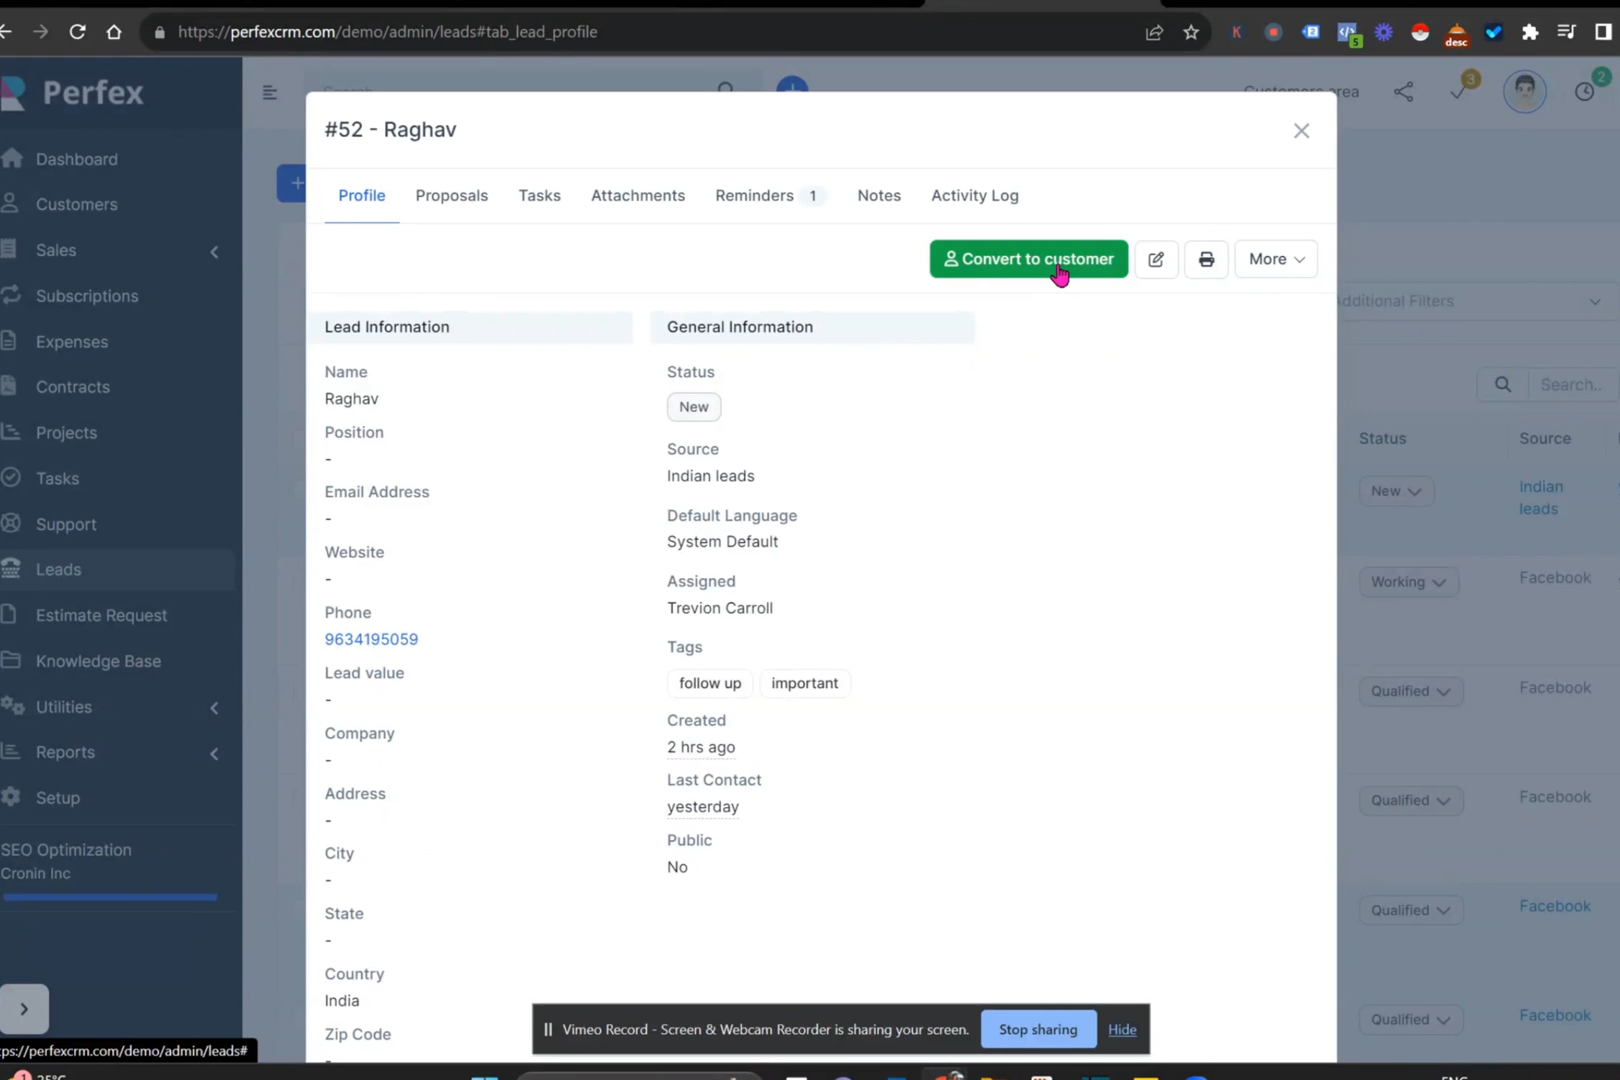 https://perfexcrm.com/demo/admin/leads#tab_lead_profile
K
5
desc
Perfex
Customers area
3
2
#52 - Raghav
Dashboard
Customers
Sales
Subscriptions
Expenses
Contracts
Projects
Tasks
Support
Leads
Estimate Request
Knowledge Base
Utilities
Reports
Setup
SEO Optimization
Cronin Inc
Profile
Proposals
Tasks
Attachments
Reminders 1
Notes
Activity Log
Convert to customer
More
Lead Information
Name
Raghav
Position
-
Email Address
-
Website
-
Phone
9634195059
Lead value
-
Company
-
Address
-
City
-
State
-
Country
India
Zip Code
-
General Information
Status
New
Source
Indian leads
Default Language
System Default
Assigned
Trevion Carroll
Tags
follow up important
Created
2 hrs ago
Last Contact
yesterday
Public
No
Additional Filters
Search..
Status Source
New Indian
leads
Working Facebook
Qualified Facebook
Qualified Facebook
Qualified Facebook
Qualified Facebook
Vimeo Record - Screen & Webcam Recorder is sharing your screen. Stop sharing Hide
ps://perfexcrm.com/demo/admin/leads#